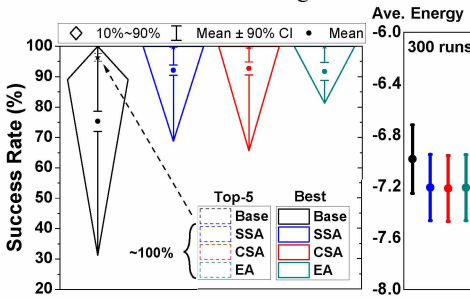 Ave. Energy
10%~90% Mean ± 90% CI Mean
Success Rate (%)
100
90
80
70
60
50
40
30
20
Top-5 Best
Base Base
SSA SSA
CSA CSA
EA EA
~100%
300 runs
-6.0
-6.4
-6.8
-7.2
-7.6
-8.0